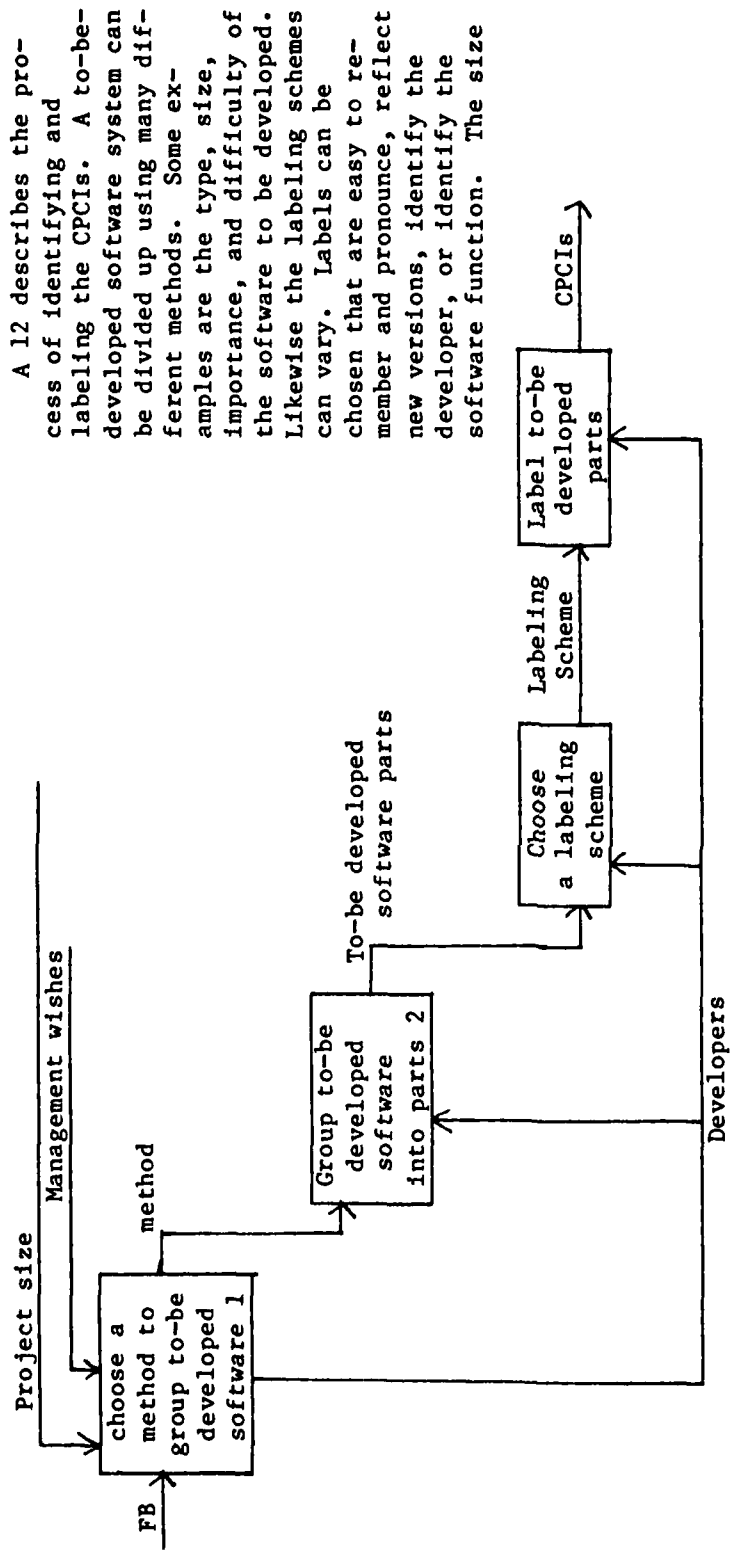 A 12 describes the pro-
cess of identifying and
labeling the CPCIs. A to-be-
developed software system can
be divided up using many dif-
ferent methods. Some ex-
amples are the type, size,
importance, and difficulty of
the software to be developed.
Likewise the labeling schemes
can vary. Labels can be
chosen that are easy to re-
member and pronounce, reflect
new versions, identify the
developer, or identify the
software function. The size
Project size
Management wishes
FB
choose a
method to
group to-be
developed
software 1
method
Group to-be
developed
software
into parts 2
To-be developed
software parts
Choose
a labeling
scheme
Labeling
Scheme
Label to-be
developed
parts
CPCIs
Developers